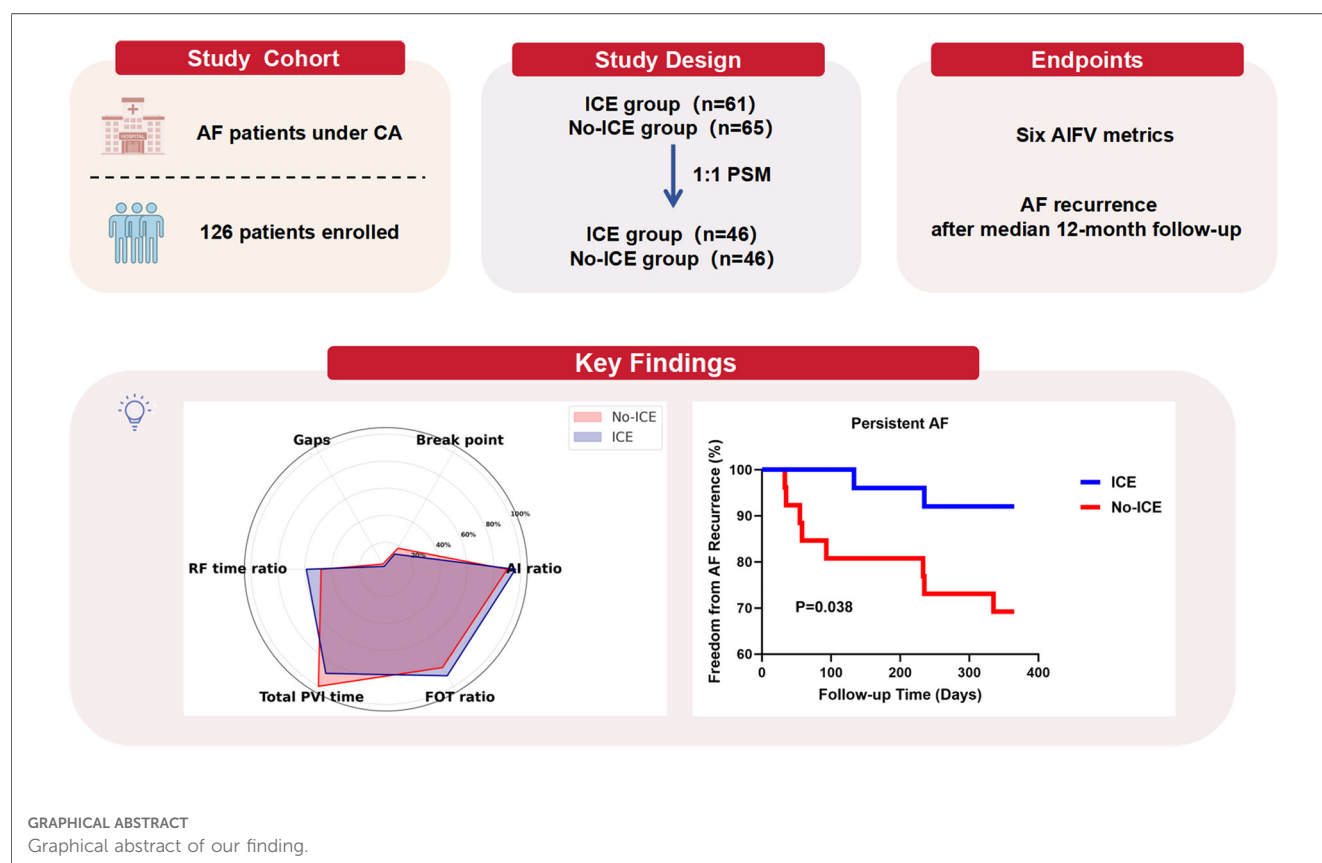 Study Cohort
HOSPITAL
AF patients under CA
126 patients enrolled
Study Design
ICE group (n=61)
No-ICE group (n=65)
1:1 PSM
ICE group (n=46)
No-ICE group (n=46)
Endpoints
Six AIFV metrics
AF recurrence
after median 12-month follow-up
Key Findings
No-ICE
ICE
Gaps
Break point
RF time ratio
AI ratio
Total PVI time
FOT ratio
20%
40%
60%
80%
100%
Persistent AF
Freedom from AF Recurrence (%)
100
90
80
70
60
P=0.038
0
100
200
300
400
Follow-up Time (Days)
ICE
No-ICE
GRAPHICAL ABSTRACT
Graphical abstract of our finding.